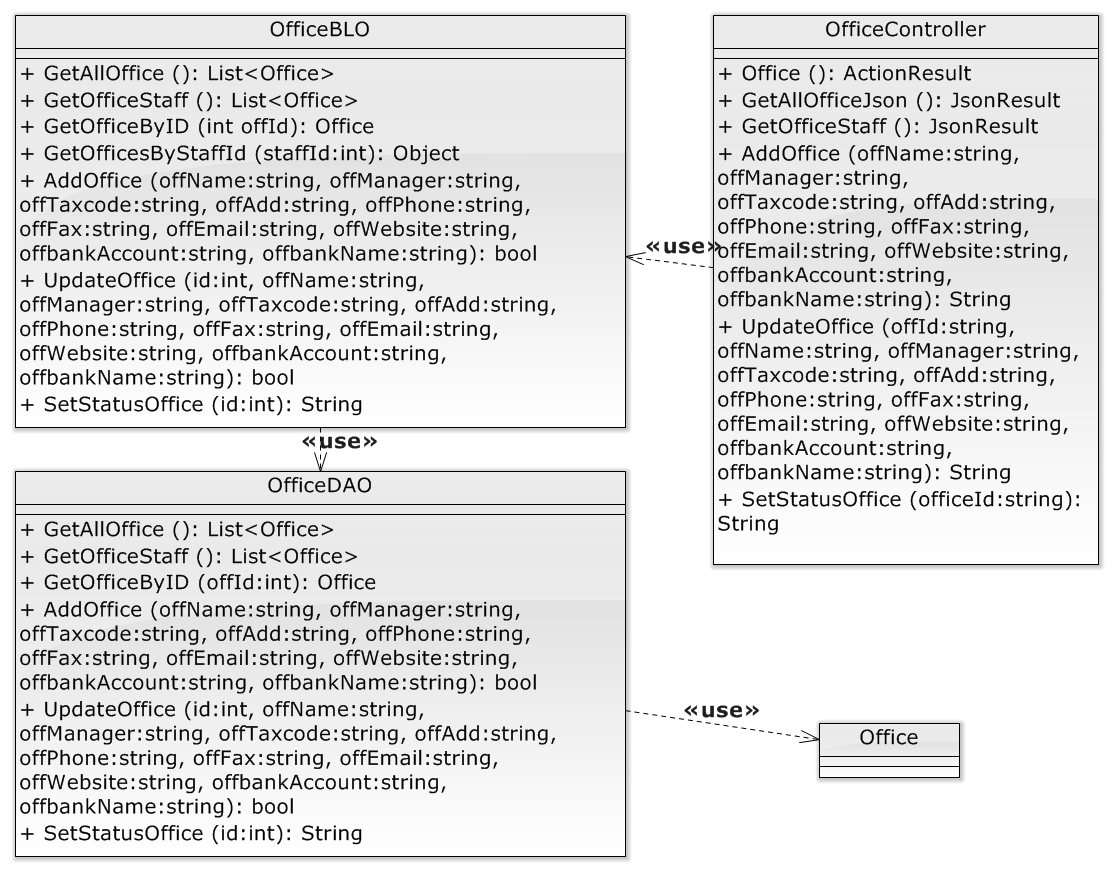 OfficeBLO
+ GetAllOffice (): List<Office>
+ GetOfficeStaff (): List<Office>
+ GetOfficeByID (int offId): Office
+ GetOfficesByStaffId (staffId:int): Object
+ AddOffice (offName:string, offManager:string,
offTaxcode:string, offAdd:string, offPhone:string,
offFax:string, offEmail:string, offWebsite:string,
offbankAccount:string, offbankName:string): bool
+ UpdateOffice (id:int, offName:string,
offManager:string, offTaxcode:string, offAdd:string,
offPhone:string, offFax:string, offEmail:string,
offWebsite:string, offbankAccount:string,
offbankName:string): bool
+ SetStatusOffice (id:int): String
«use»
OfficeController
+ Office (): ActionResult
+ GetAllOfficeJson (): JsonResult
+ GetOfficeStaff (): JsonResult
+ AddOffice (offName:string,
offManager:string,
offTaxcode:string, offAdd:string,
offPhone:string, offFax:string,
offEmail:string, offWebsite:string,
offbankAccount:string,
offbankName:string): String
+ UpdateOffice (offId:string,
offName:string, offManager:string,
offTaxcode:string, offAdd:string,
offPhone:string, offFax:string,
offEmail:string, offWebsite:string,
offbankAccount:string,
offbankName:string): String
+ SetStatusOffice (officeId:string):
String
«use»
OfficeDAO
+ GetAllOffice (): List<Office>
+ GetOfficeStaff (): List<Office>
+ GetOfficeByID (offId:int): Office
+ AddOffice (offName:string, offManager:string,
offTaxcode:string, offAdd:string, offPhone:string,
offFax:string, offEmail:string, offWebsite:string,
offbankAccount:string, offbankName:string): bool
+ UpdateOffice (id:int, offName:string,
offManager:string, offTaxcode:string, offAdd:string,
offPhone:string, offFax:string, offEmail:string,
offWebsite:string, offbankAccount:string,
offbankName:string): bool
+ SetStatusOffice (id:int): String
«use»
Office